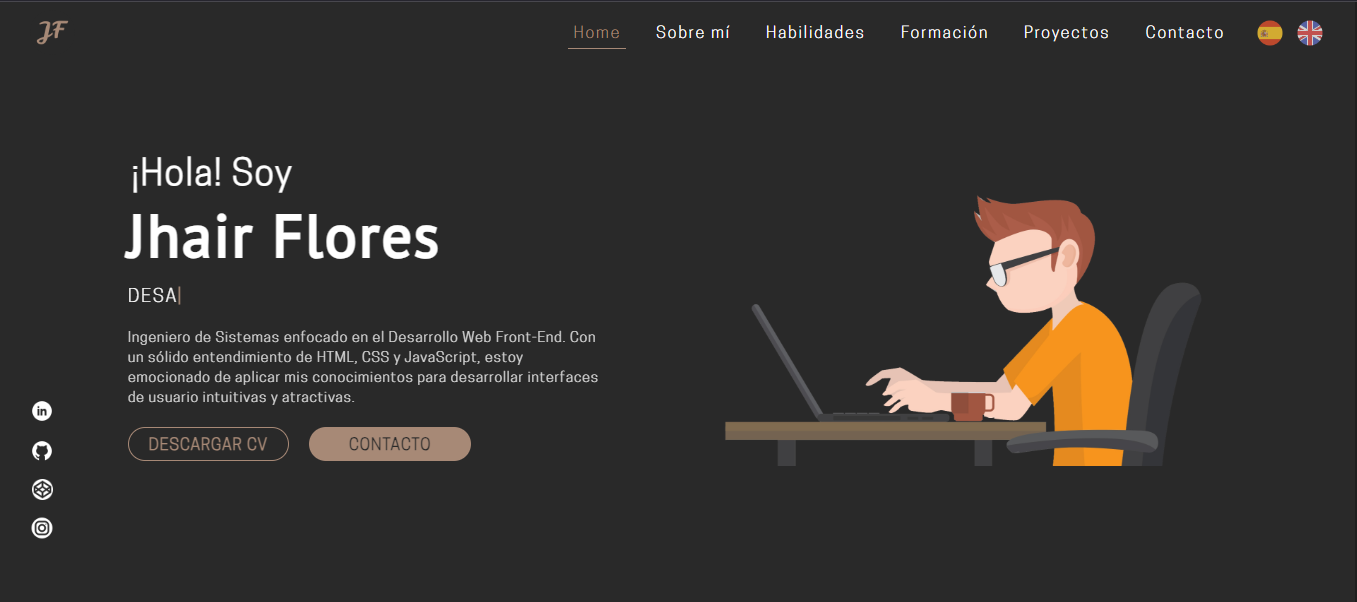 JF
Home Sobre mí Habilidades Formación Proyectos Contacto
¡Hola! Soy
Jhair Flores
DESA|
Ingeniero de Sistemas enfocado en el Desarrollo Web Front-End. Con
un sólido entendimiento de HTML, CSS y JavaScript, estoy
emocionado de aplicar mis conocimientos para desarrollar interfaces
de usuario intuitivas y atractivas.
in
DESCARGAR CV CONTACTO